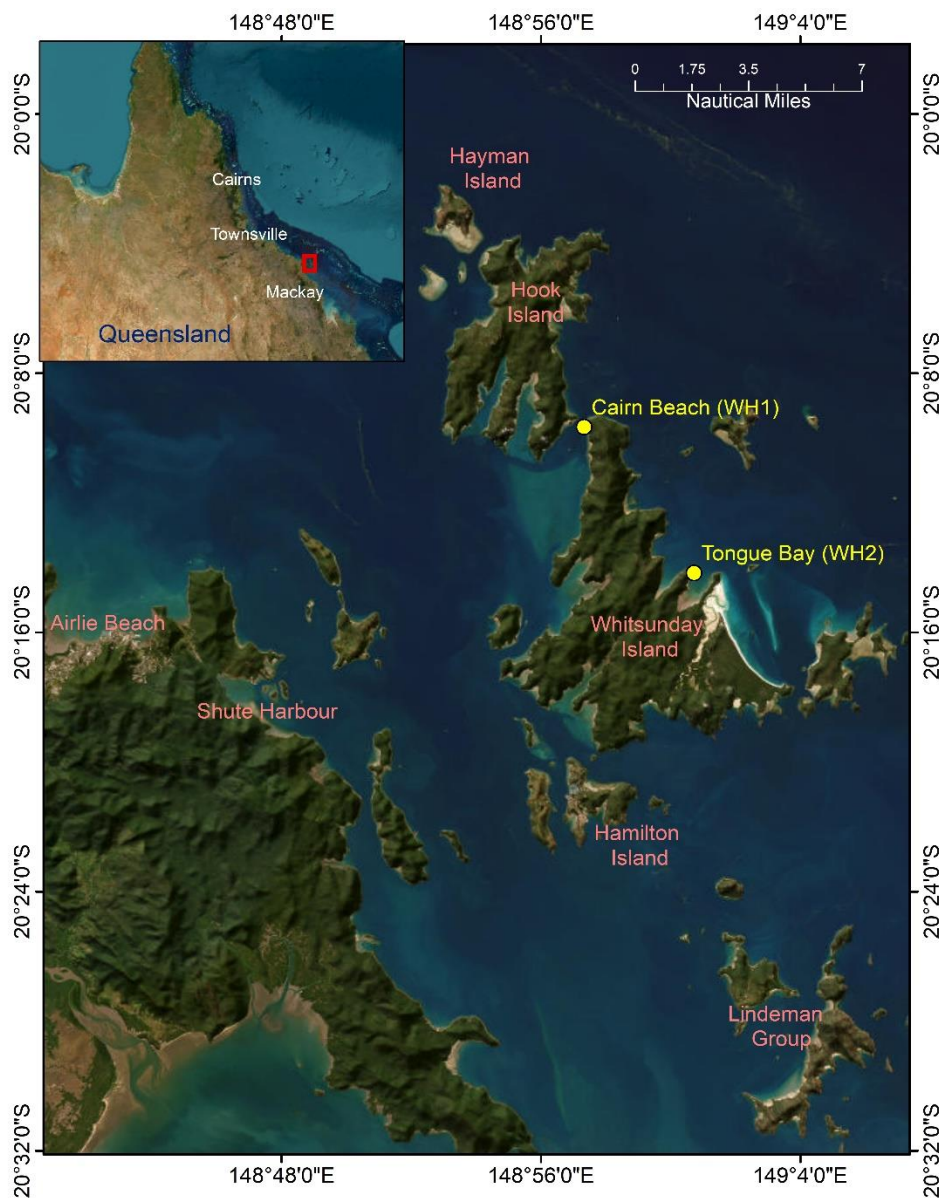 148°48'0"E
148°56'0"E
149°4'0"E
0
1.75
3.5
7
Nautical Miles
Cairns
Townsville
Mackay
Queensland
Hayman
Island
Hook
Island
Cairn Beach (WH1)
Tongue Bay (WH2)
Airlie Beach
Whitsunday
Island
Shute Harbour
Hamilton
Island
Lindeman
Group
20°0'0"S
20°8'0"S
20°16'0"S
20°24'0"S
20°32'0"S
20°0'0"S
20°8'0"S
20°16'0"S
20°24'0"S
20°32'0"S
148°48'0"E
148°56'0"E
149°4'0"E